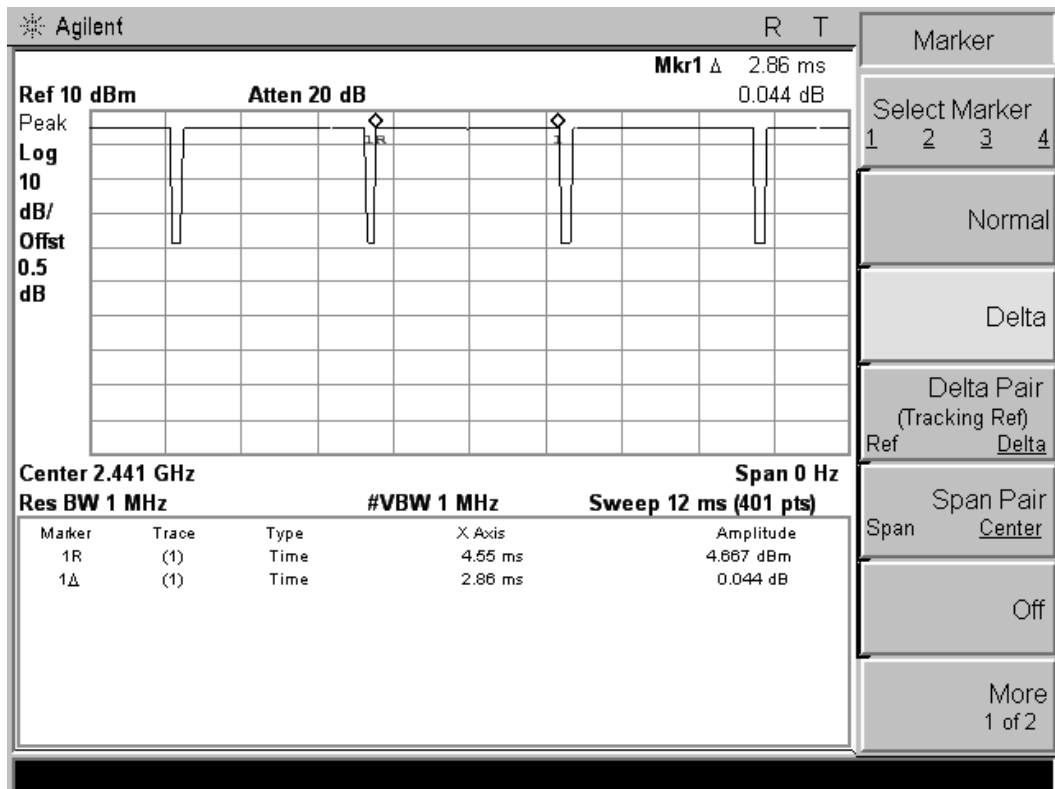 Agilent R T
Mkr1 Δ 2.86 ms
Ref 10 dBm Atten 20 dB 0.044 dB
Peak
Log
10
dB/
Offst
0.5
dB
1R 1
Center 2.441 GHz Span 0 Hz
Res BW 1 MHz #VBW 1 MHz Sweep 12 ms (401 pts)
Marker Trace Type X Axis Amplitude
1R (1) Time 4.55 ms 4.667 dBm
1Δ (1) Time 2.86 ms 0.044 dB
Marker
Select Marker
1 2 3 4
Normal
Delta
Delta Pair
(Tracking Ref)
Ref Delta
Span Pair
Span Center
Off
More
1 of 2